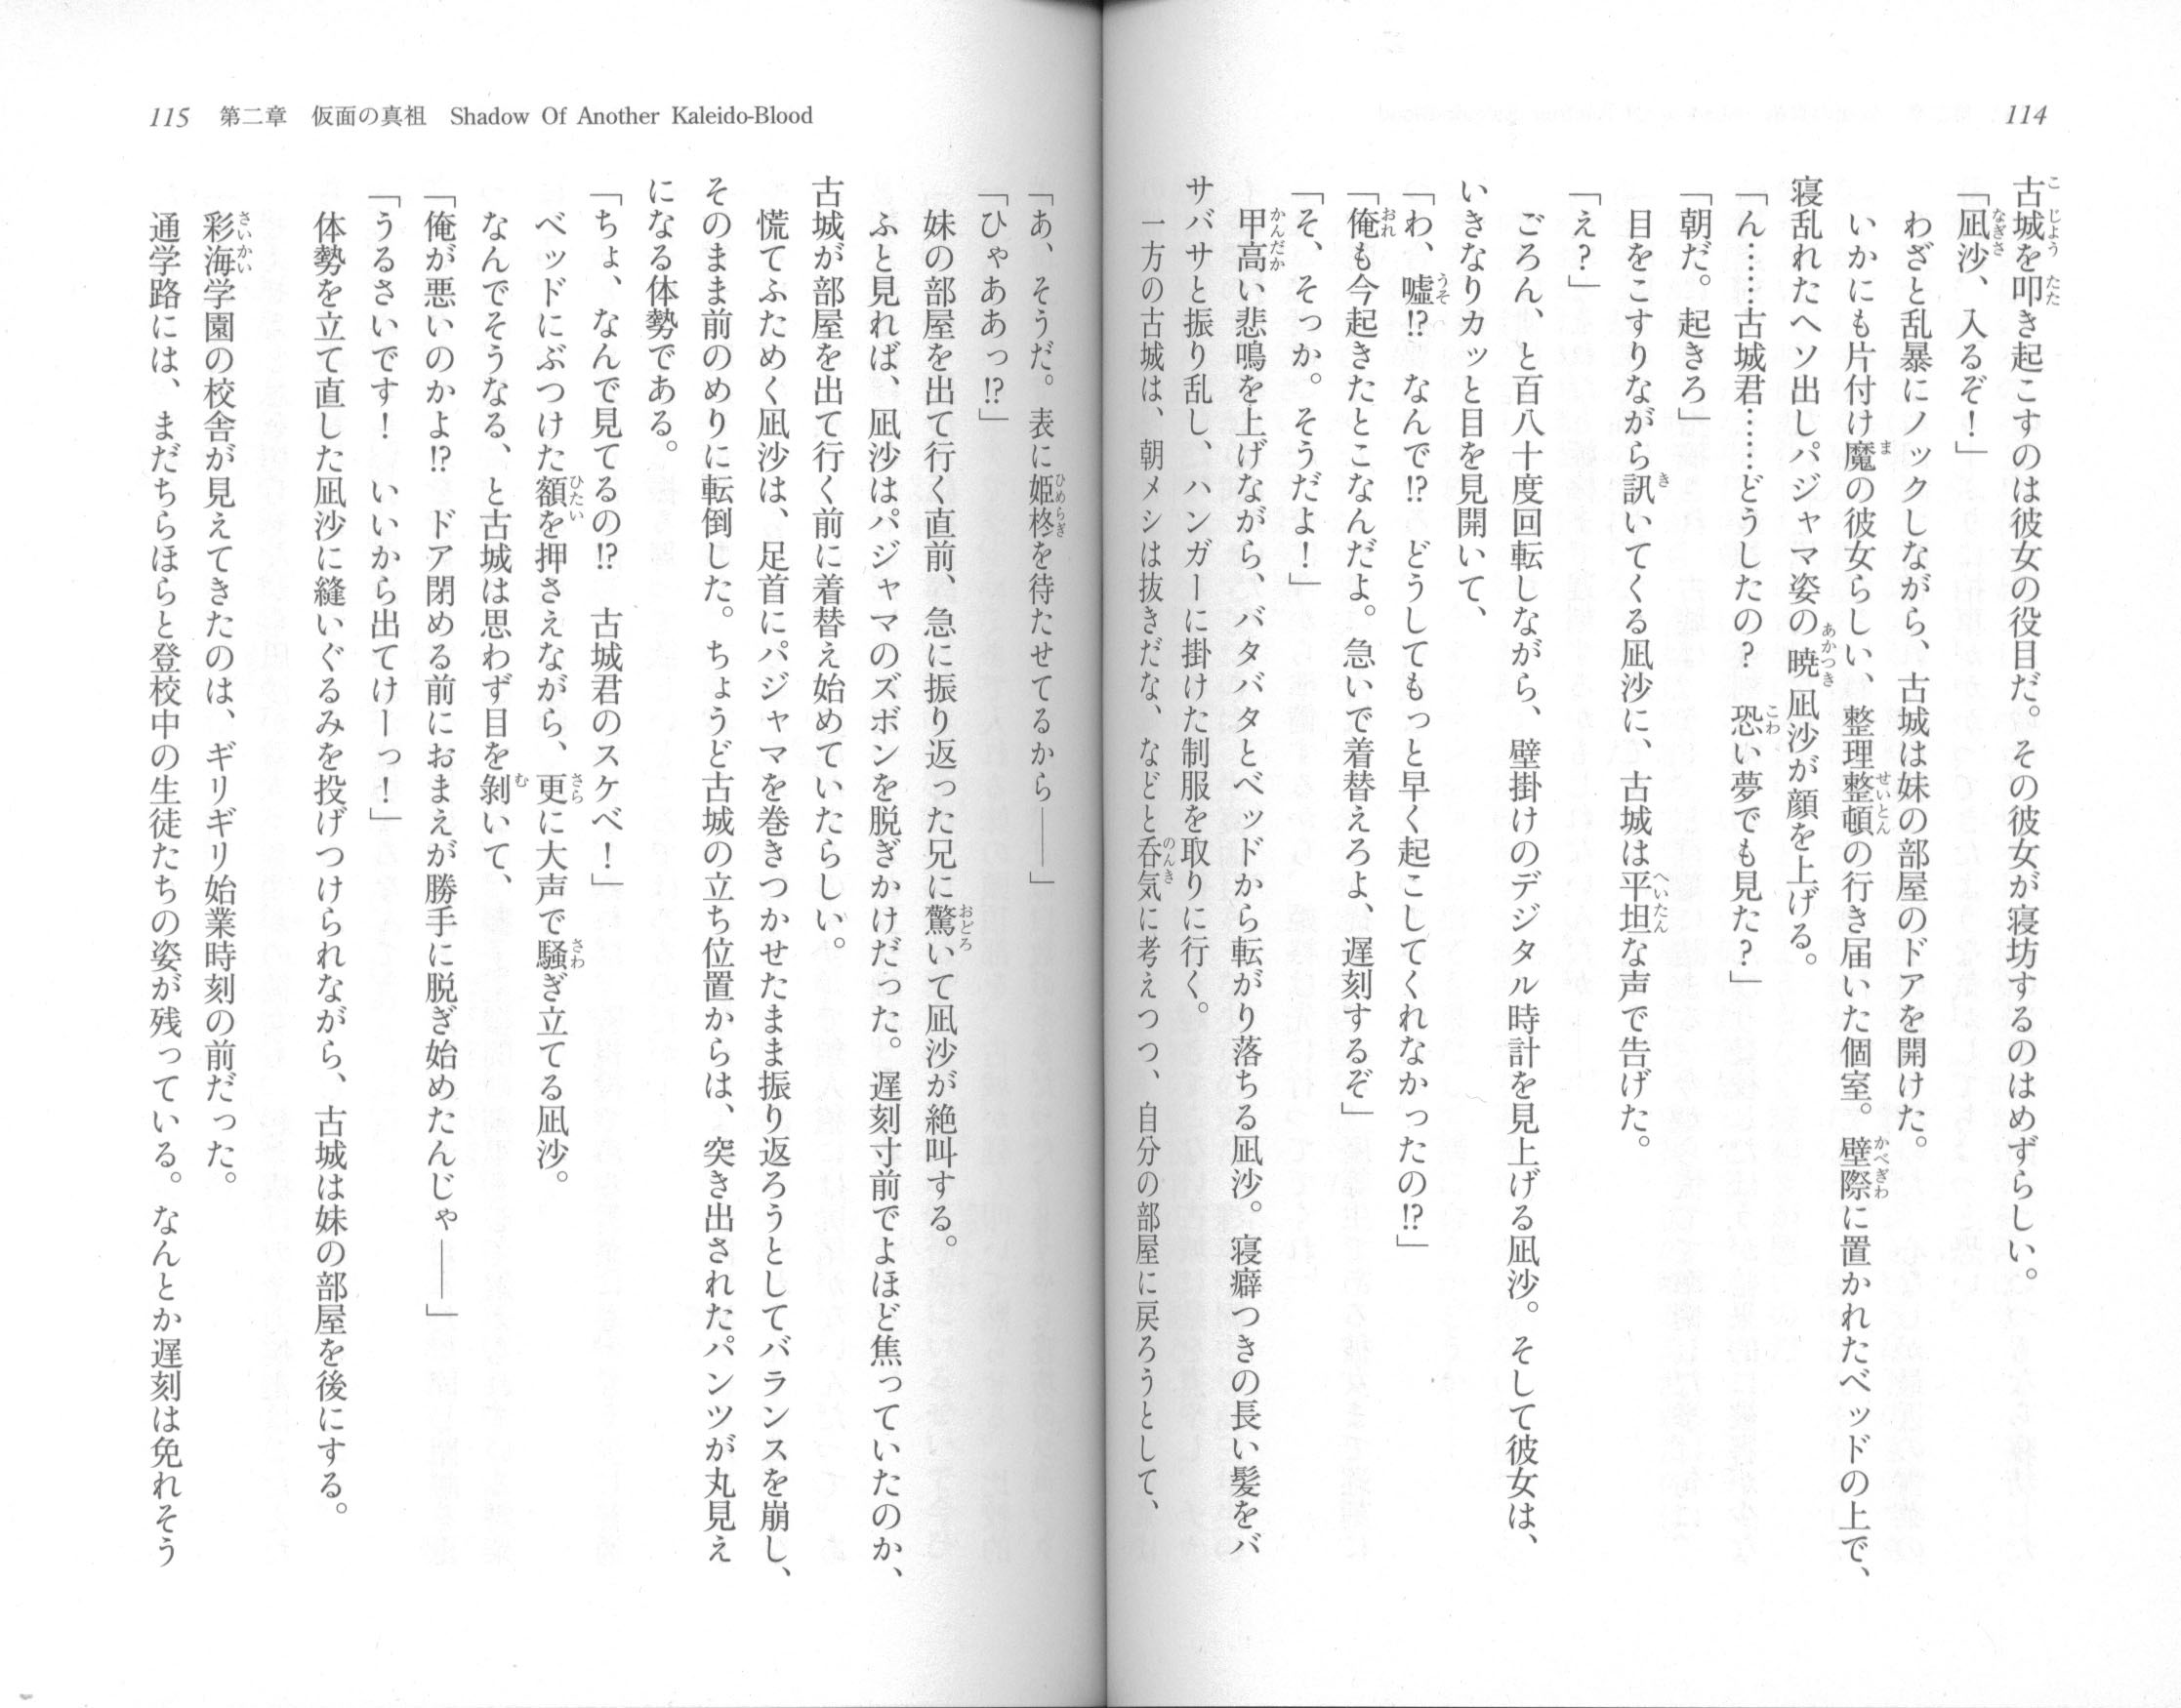 114
古城を叩き起こすのは彼女の役目だ。その彼女が寝坊するのはめずらしい。
「凪沙、入るぞ！」
わざと乱暴にノックしながら、古城は妹の部屋のドアを開けた。
いかにも片付け魔の彼女らしい、整理整頓の行き届いた個室。壁際に置かれたベッドの上で、
寝乱れたヘソ出しパジャマ姿の暁凪沙が顔を上げる。
「ん……古城君……どうしたの？　恐い夢でも見た？」
「朝だ。起きろ」
目をこすりながら訊いてくる凪沙に、古城は平坦な声で告げた。
「え？」
ごろん、と百八十度回転しながら、壁掛けのデジタル時計を見上げる凪沙。そして彼女は、
いきなりカッと目を見開いて、
「わ、嘘!?　なんで!?　どうしてもっと早く起こしてくれなかったの!?」
「俺も今起きたとこなんだよ。急いで着替えろよ、遅刻するぞ」
「そ、そっか。そうだよ！」
甲高い悲鳴を上げながら、バタバタとベッドから転がり落ちる凪沙。寝癖つきの長い髪をバ
サバサと振り乱し、ハンガーに掛けた制服を取りに行く。
一方の古城は、朝メシは抜きだな、などと呑気に考えつつ、自分の部屋に戻ろうとして、
115　第二章　仮面の真祖　Shadow Of Another Kaleido-Blood
「あ、そうだ。表に姫柊を待たせてるから――」
「ひゃああっ!?」
妹の部屋を出て行く直前、急に振り返った兄に驚いて凪沙が絶叫する。
ふと見れば、凪沙はパジャマのズボンを脱ぎかけだった。遅刻寸前でよほど焦っていたのか、
古城が部屋を出て行く前に着替え始めていたらしい。
慌てふためく凪沙は、足首にパジャマを巻きつかせたまま振り返ろうとしてバランスを崩し、
そのまま前のめりに転倒した。ちょうど古城の立ち位置からは、突き出されたパンツが丸見え
になる体勢である。
「ちょ、なんで見てるの!?　古城君のスケベ！」
ベッドにぶつけた額を押さえながら、更に大声で騒ぎ立てる凪沙。
なんでそうなる、と古城は思わず目を剝いて、
「俺が悪いのかよ!?　ドア閉める前におまえが勝手に脱ぎ始めたんじゃ――」
「うるさいです！　いいから出てけーっ！」
体勢を立て直した凪沙に縫いぐるみを投げつけられながら、古城は妹の部屋を後にする。
彩海学園の校舎が見えてきたのは、ギリギリ始業時刻の前だった。
通学路には、まだちらほらと登校中の生徒たちの姿が残っている。なんとか遅刻は免れそう